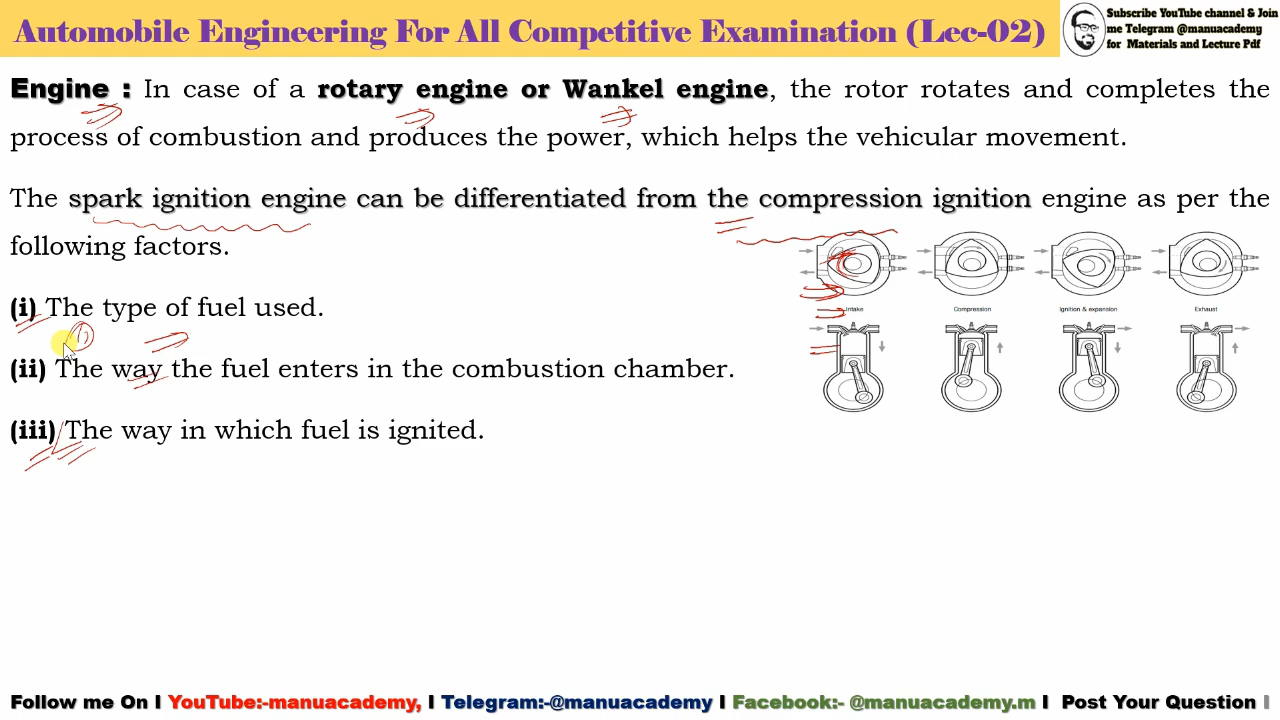 Automobile Engineering For All Competitive Examination (Lec-02)
Subscribe YouTube channel & Join
me Telegram @manuacademy
for Materials and Lecture Pdf
Engine : In case of a rotary engine or Wankel engine, the rotor rotates and completes the
process of combustion and produces the power, which helps the vehicular movement.
The spark ignition engine can be differentiated from the compression ignition engine as per the
following factors.
(i) The type of fuel used.
(ii) The way the fuel enters in the combustion chamber.
(iii) The way in which fuel is ignited.
Intake Compression Ignition & expansion Exhaust
Follow me On I YouTube:-manuacademy, I Telegram:-@manuacademy I Facebook:- @manuacademy.m I Post Your Question I